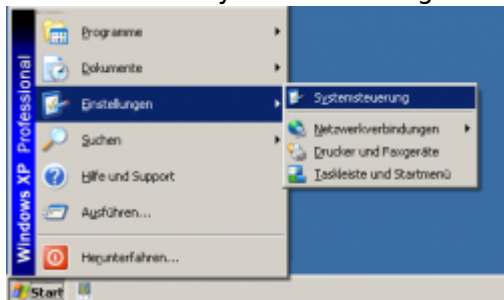 Programme
Dokumente
Einstellungen
Suchen
Hilfe und Support
Ausführen...
Herunterfahren...
Systemsteuerung
Netzwerkverbindungen
Drucker und Faxgeräte
Taskleiste und Startmenü
Windows XP Professional
Start